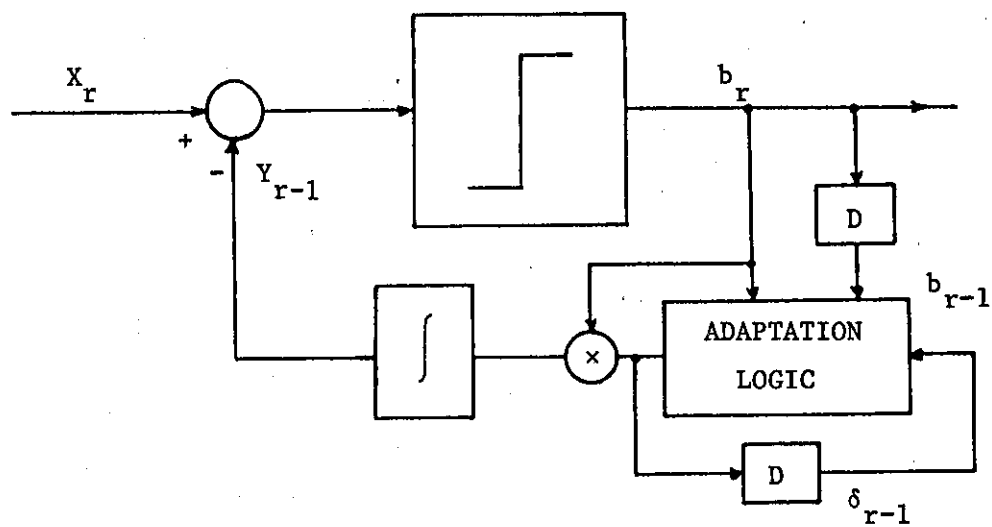 X_r
b_r
+
-
Y_{r-1}
D
b_{r-1}
∫
×
ADAPTATION
LOGIC
D
δ_{r-1}